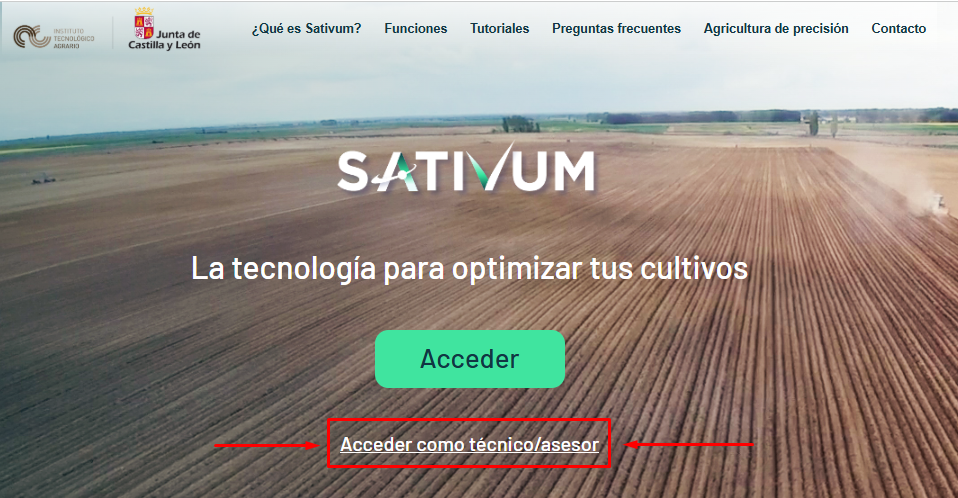 INSTITUTO
TECNOLÓGICO
AGRARIO
Junta de
Castilla y León
¿Qué es Sativum?
Funciones
Tutoriales
Preguntas frecuentes
Agricultura de precisión
Contacto
SATIVUM
La tecnología para optimizar tus cultivos
Acceder
Acceder como técnico/asesor